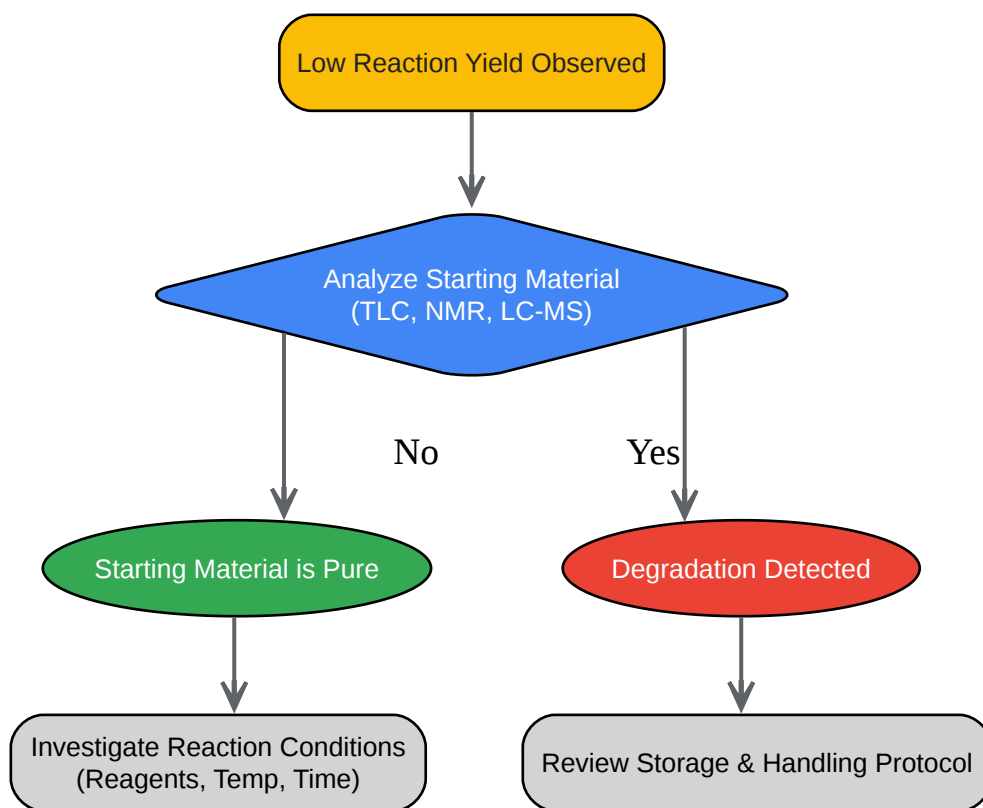 Low Reaction Yield Observed
Analyze Starting Material
(TLC, NMR, LC-MS)
No
Yes
Starting Material is Pure
Degradation Detected
Investigate Reaction Conditions
(Reagents, Temp, Time)
Review Storage & Handling Protocol